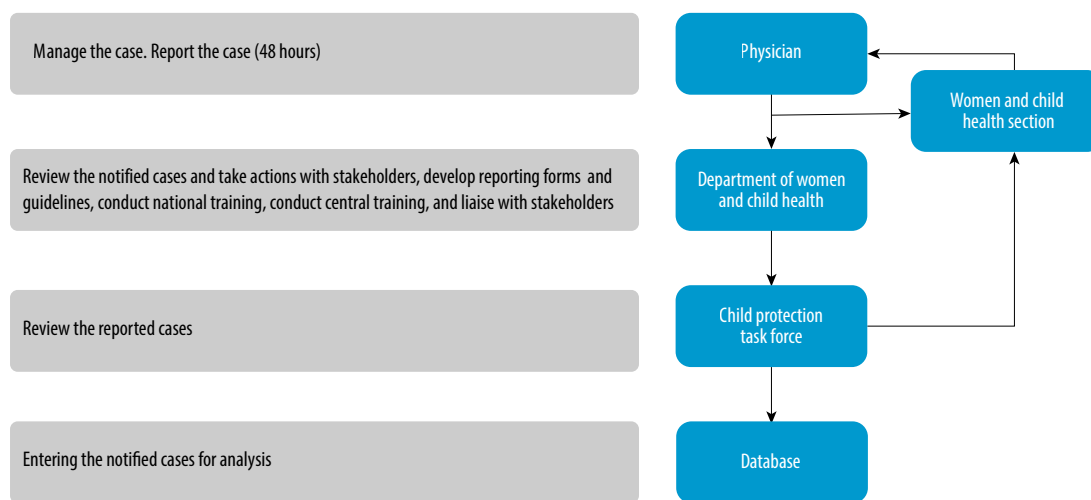 Manage the case. Report the case (48 hours)
Physician
Women and child
health section
Review the notified cases and take actions with stakeholders, develop reporting forms and
guidelines, conduct national training, conduct central training, and liaise with stakeholders
Department of women
and child health
Review the reported cases
Child protection
task force
Entering the notified cases for analysis
Database